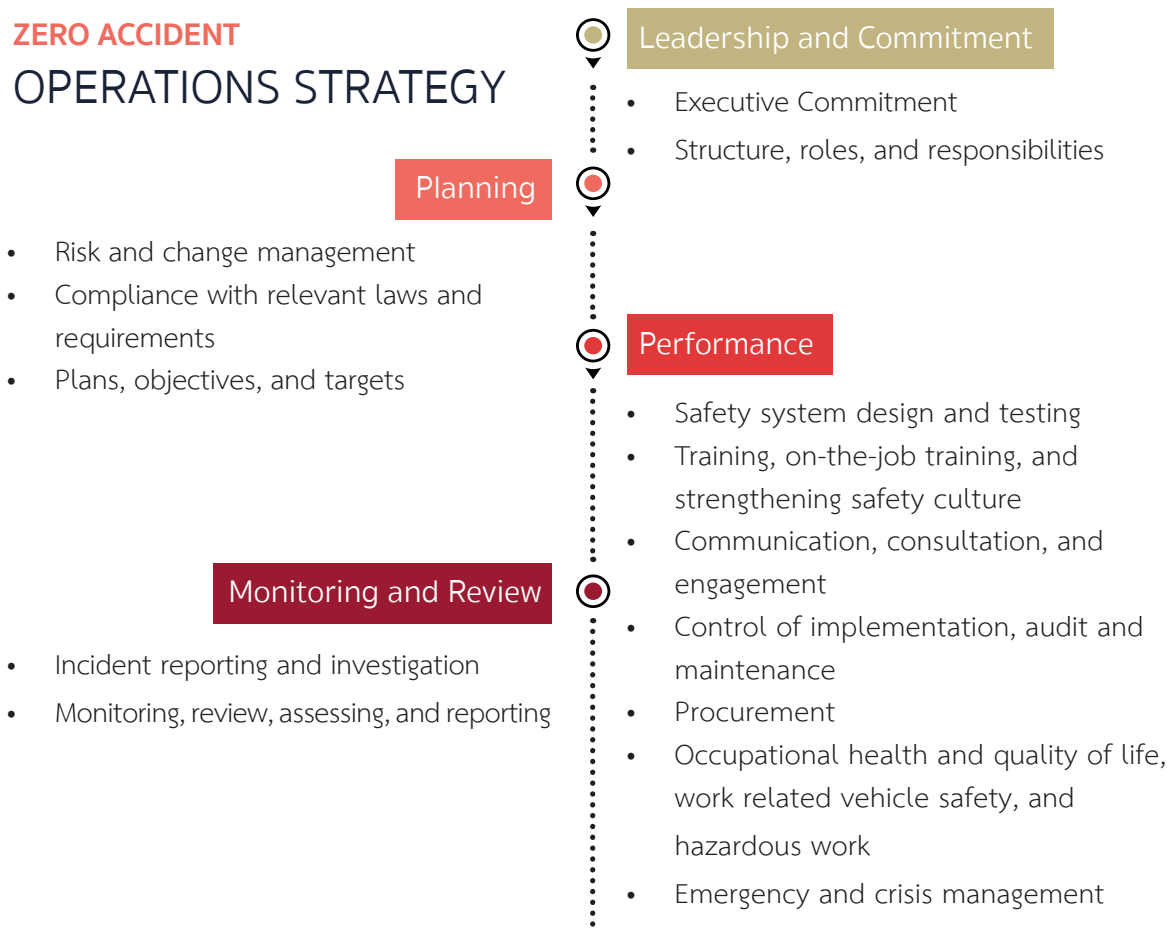 ZERO ACCIDENT
OPERATIONS STRATEGY
Leadership and Commitment
• Executive Commitment
• Structure, roles, and responsibilities
Planning
• Risk and change management
• Compliance with relevant laws and
requirements
• Plans, objectives, and targets
Performance
• Safety system design and testing
• Training, on-the-job training, and
strengthening safety culture
• Communication, consultation, and
engagement
• Control of implementation, audit and
maintenance
• Procurement
• Occupational health and quality of life,
work related vehicle safety, and
hazardous work
• Emergency and crisis management
Monitoring and Review
• Incident reporting and investigation
• Monitoring, review, assessing, and reporting